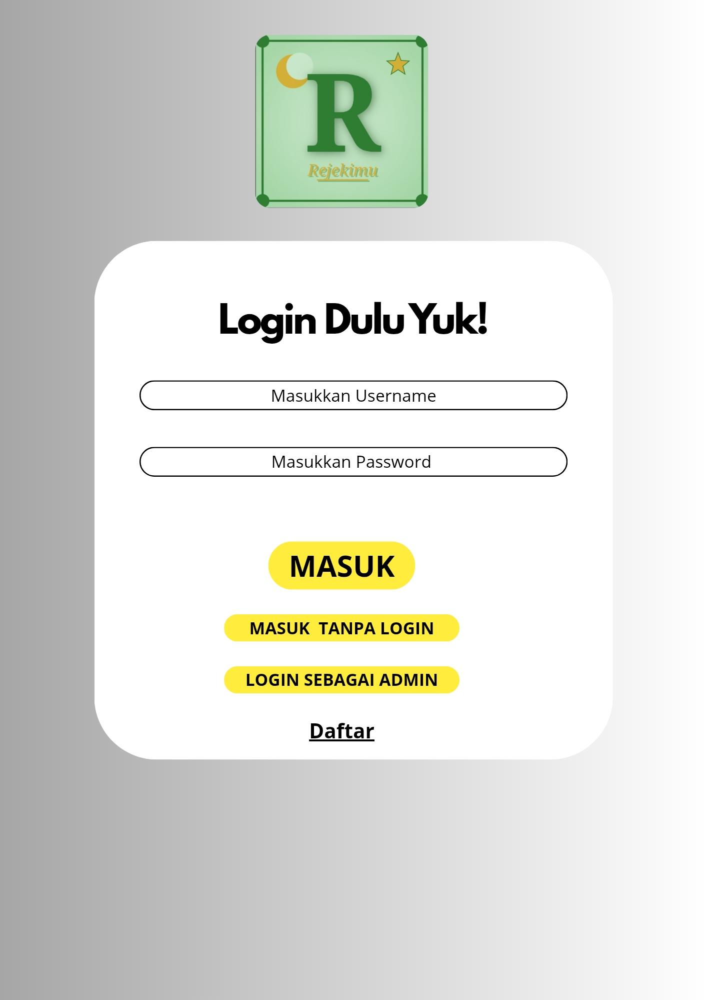 R
Rejekimu
Login Dulu Yuk!
Masukkan Username
Masukkan Password
MASUK
MASUK  TANPA LOGIN
LOGIN SEBAGAI ADMIN
Daftar